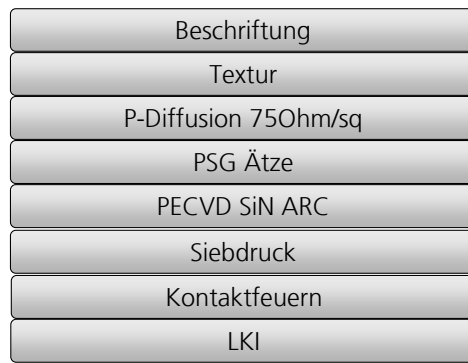 Beschriftung
Textur
P-Diffusion 75Ohm/sq
PSG Ätze
PECVD SiN ARC
Siebdruck
Kontaktfeuern
LKI